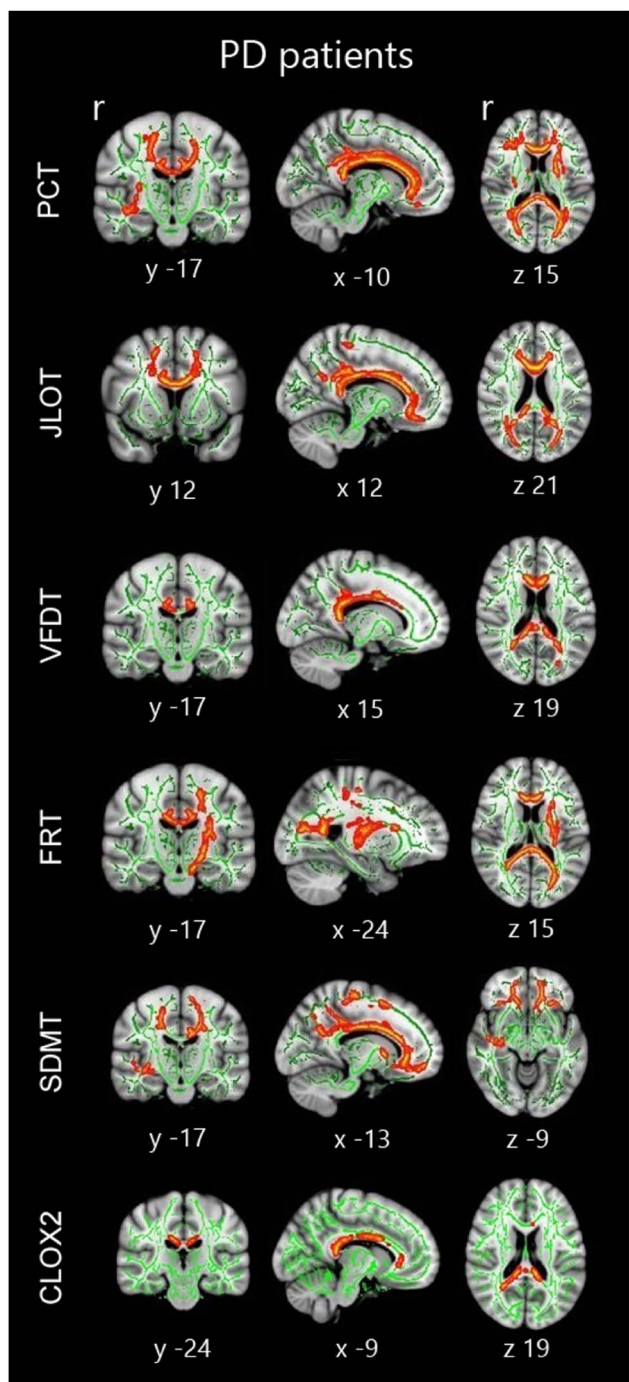 PD patients
r r
PCT
y -17 x -10 z 15
JLOT
y 12 x 12 z 21
VFDT
y -17 x 15 z 19
FRT
y -17 x -24 z 15
SDMT
y -17 x -13 z -9
CLOX2
y -24 x -9 z 19